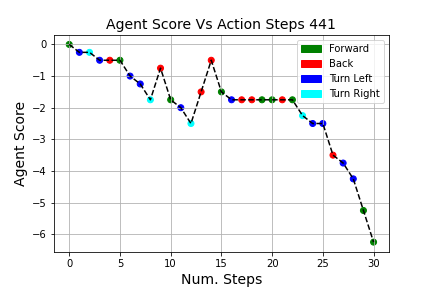 Agent Score Vs Action Steps 441
Agent Score
0
−1
−2
−3
−4
−5
−6
Forward
Back
Turn Left
Turn Right
0 5 10 15 20 25 30
Num. Steps